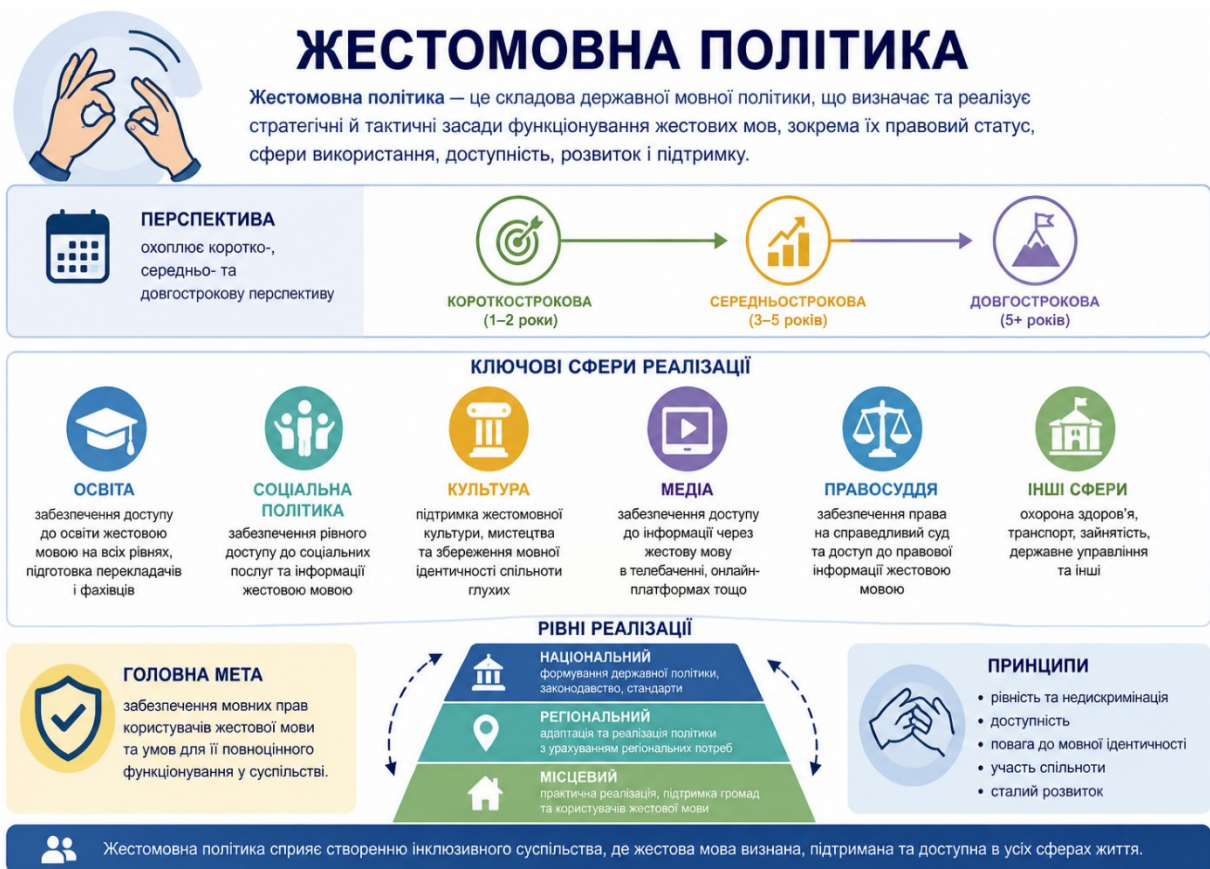 ЖЕСТОМОВНА ПОЛІТИКА
Жестомовна політика — це складова державної мовної політики, що визначає та реалізує
стратегічні й тактичні засади функціонування жестових мов, зокрема їх правовий статус,
сфери використання, доступність, розвиток і підтримку.
ПЕРСПЕКТИВА
охоплює коротко-,
середньо- та
довгострокову перспективу
КОРОТКОСТРОКОВА
(1–2 роки)
СЕРЕДНЬОСТРОКОВА
(3–5 років)
ДОВГОСТРОКОВА
(5+ років)
КЛЮЧОВІ СФЕРИ РЕАЛІЗАЦІЇ
ОСВІТА
забезпечення доступу
до освіти жестовою
мовою на всіх рівнях,
підготовка перекладачів
і фахівців
СОЦІАЛЬНА
ПОЛІТИКА
забезпечення рівного
доступу до соціальних
послуг та інформації
жестовою мовою
КУЛЬТУРА
підтримка жестомовної
культури, мистецтва
та збереження мовної
ідентичності спільноти
глухих
МЕДІА
забезпечення доступу
до інформації через
жестову мову
в телебаченні, онлайн-
платформах тощо
ПРАВОСУДДЯ
забезпечення права
на справедливий суд
та доступ до правової
інформації жестовою
мовою
ІНШІ СФЕРИ
охорона здоров’я,
транспорт, зайнятість,
державне управління
та інші
РІВНІ РЕАЛІЗАЦІЇ
ГОЛОВНА МЕТА
забезпечення мовних прав
користувачів жестової мови
та умов для її повноцінного
функціонування у суспільстві.
НАЦІОНАЛЬНИЙ
формування державної політики,
законодавство, стандарти
РЕГІОНАЛЬНИЙ
адаптація та реалізація політики
з урахуванням регіональних потреб
МІСЦЕВИЙ
практична реалізація, підтримка громад
та користувачів жестової мови
ПРИНЦИПИ
• рівність та недискримінація
• доступність
• повага до мовної ідентичності
• участь спільноти
• сталий розвиток
Жестомовна політика сприяє створенню інклюзивного суспільства, де жестова мова визнана, підтримана та доступна в усіх сферах життя.